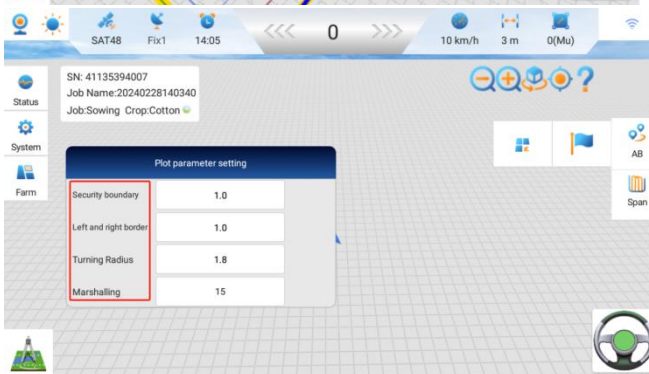 SAT48 Fix1 14:05 <<< 0 >>> 10 km/h 3 m 0(Mu)
SN: 41135394007
Job Name:20240228140340
Job:Sowing Crop:Cotton
?
Status
System
Farm
AB
Span
Plot parameter setting
Security boundary 1.0
Left and right border 1.0
Turning Radius 1.8
Marshalling 15